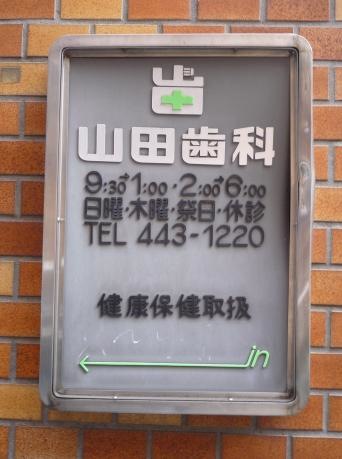 山田歯科
9:30→1:00・2:00→6:00
日曜・木曜・祭日・休診
TEL 443-1220
健康保健取扱
in